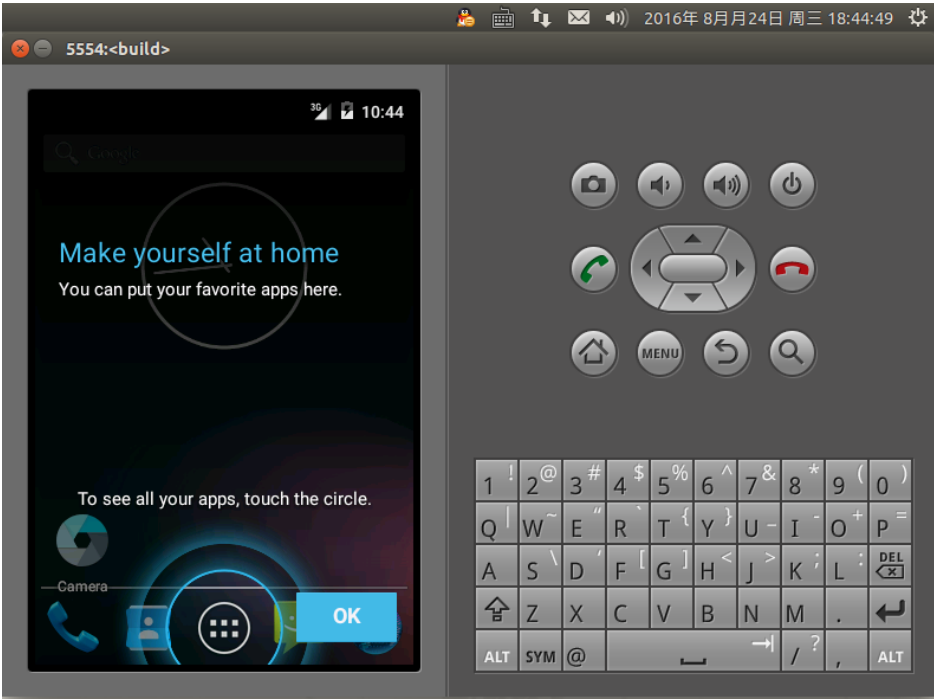 2016年 8月月24日 周三 18:44:49
5554:<build>
3G 10:44
Google
Make yourself at home
You can put your favorite apps here.
To see all your apps, touch the circle.
Camera
OK
MENU
1 ! 2 @ 3 # 4 $ 5 % 6 ^ 7 & 8 * 9 ( 0 )
Q | W ~ E " R ` T { Y } U _ I - O + P =
A S \ D ' F [ G ] H < J > K ; L : DEL
Z X C V B N M .
ALT SYM @ / ? , ALT